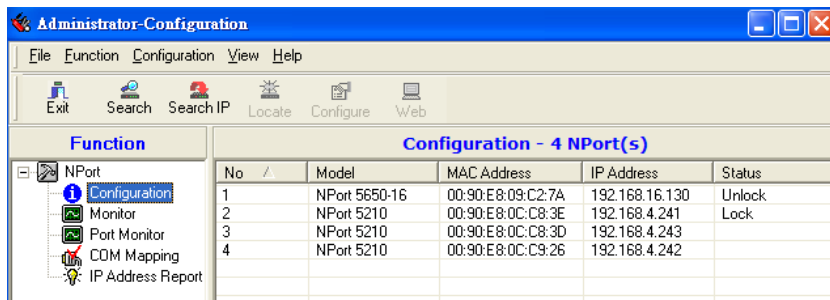 Administrator-Configuration
File Function Configuration View Help
Exit Search Search IP Locate Configure Web
Function
Configuration - 4 NPort(s)
NPort
Configuration
Monitor
Port Monitor
COM Mapping
IP Address Report
No Model MAC Address IP Address Status
1 NPort 5650-16 00:90:E8:09:C2:7A 192.168.16.130 Unlock
2 NPort 5210 00:90:E8:0C:C8:3E 192.168.4.241 Lock
3 NPort 5210 00:90:E8:0C:C8:3D 192.168.4.243
4 NPort 5210 00:90:E8:0C:C9:26 192.168.4.242